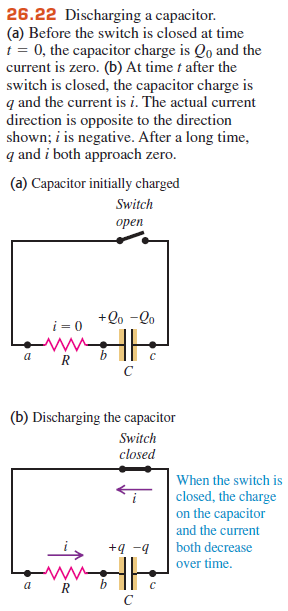 26.22 Discharging a capacitor.
(a) Before the switch is closed at time
t = 0, the capacitor charge is Q₀ and the
current is zero. (b) At time t after the
switch is closed, the capacitor charge is
q and the current is i. The actual current
direction is opposite to the direction
shown; i is negative. After a long time,
q and i both approach zero.
(a) Capacitor initially charged
Switch
open
i = 0
+Q₀ −Q₀
a
R
b
c
C
(b) Discharging the capacitor
Switch
closed
i
When the switch is
closed, the charge
on the capacitor
and the current
both decrease
over time.
i
+q −q
a
R
b
c
C